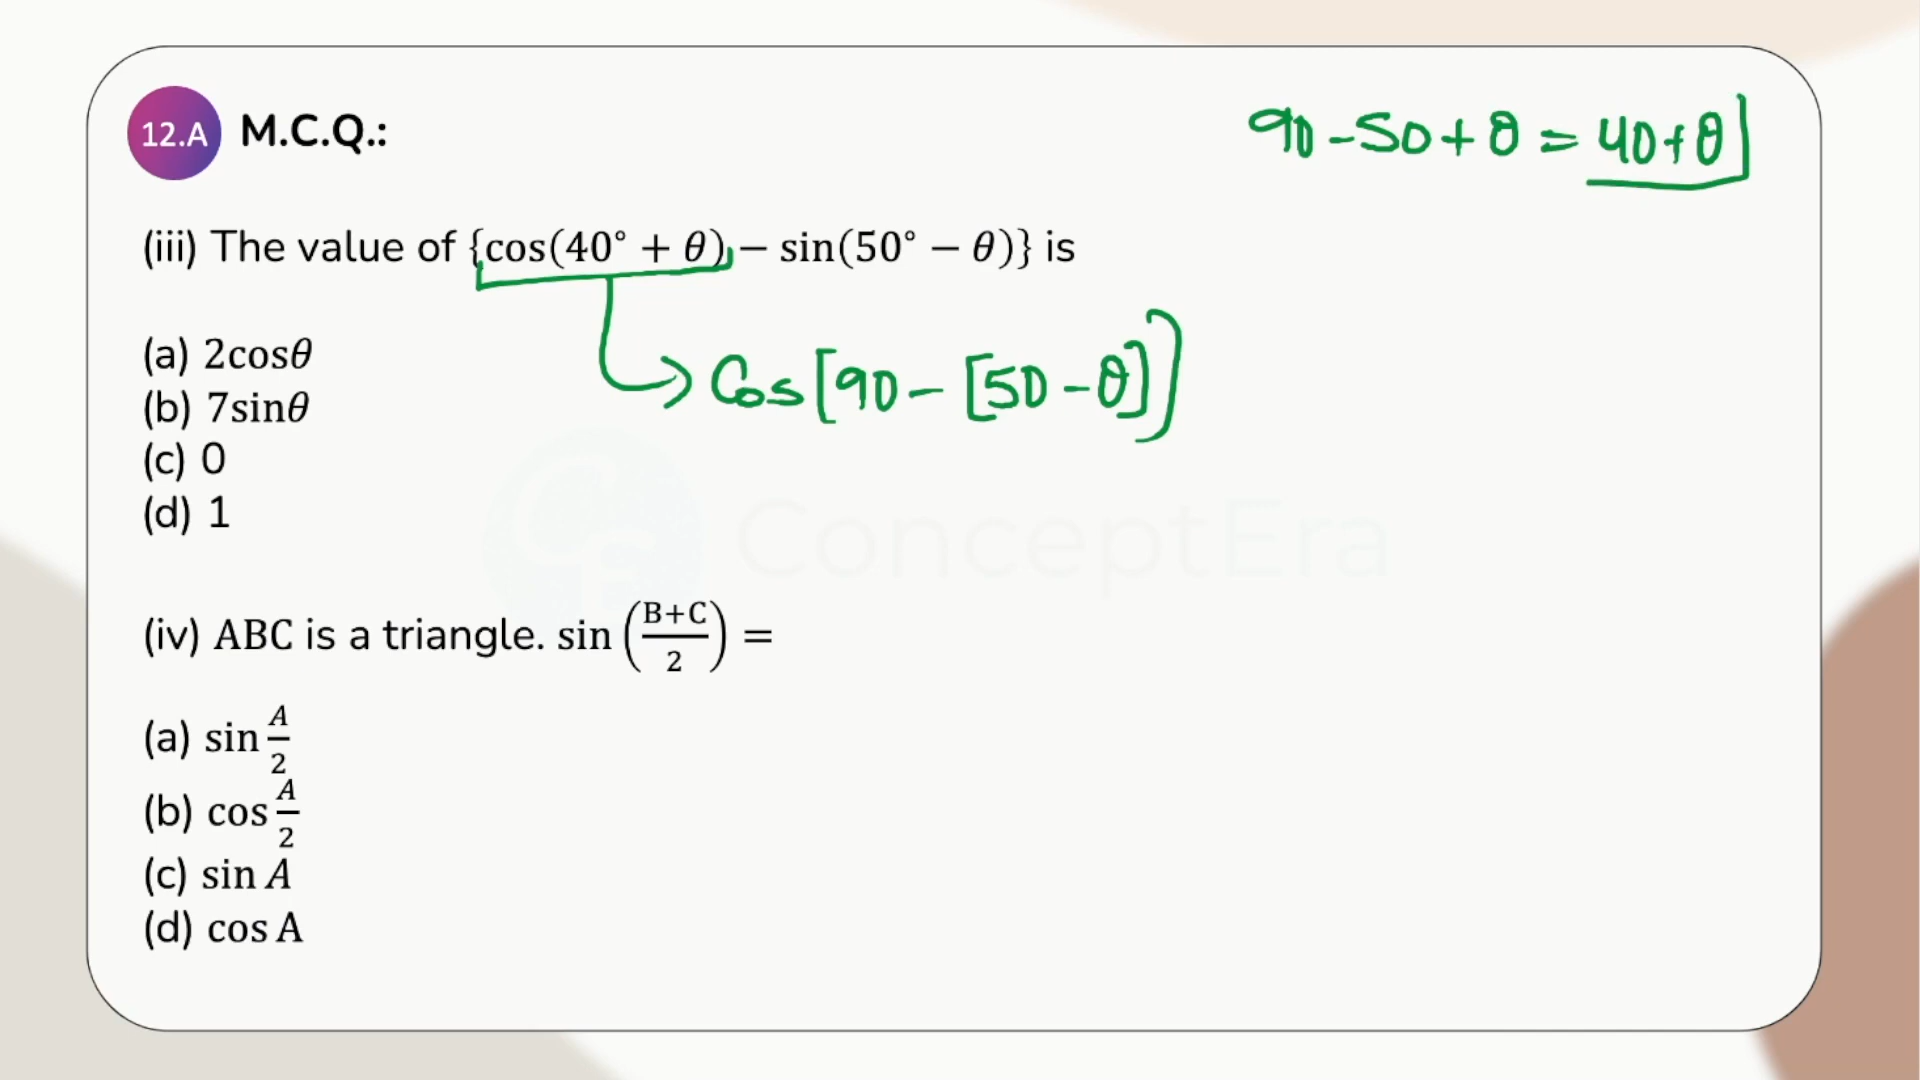 12.A M.C.Q.:
90-50+θ = 40+θ
(iii) The value of {cos(40° + θ) − sin(50° − θ)} is
(a) 2cosθ
Cos[90-[50-θ]]
(b) 7sinθ
(c) 0
(d) 1
ConceptEra
(iv) ABC is a triangle. sin ((B+C)/2) =
(a) sin A/2
(b) cos A/2
(c) sin A
(d) cos A